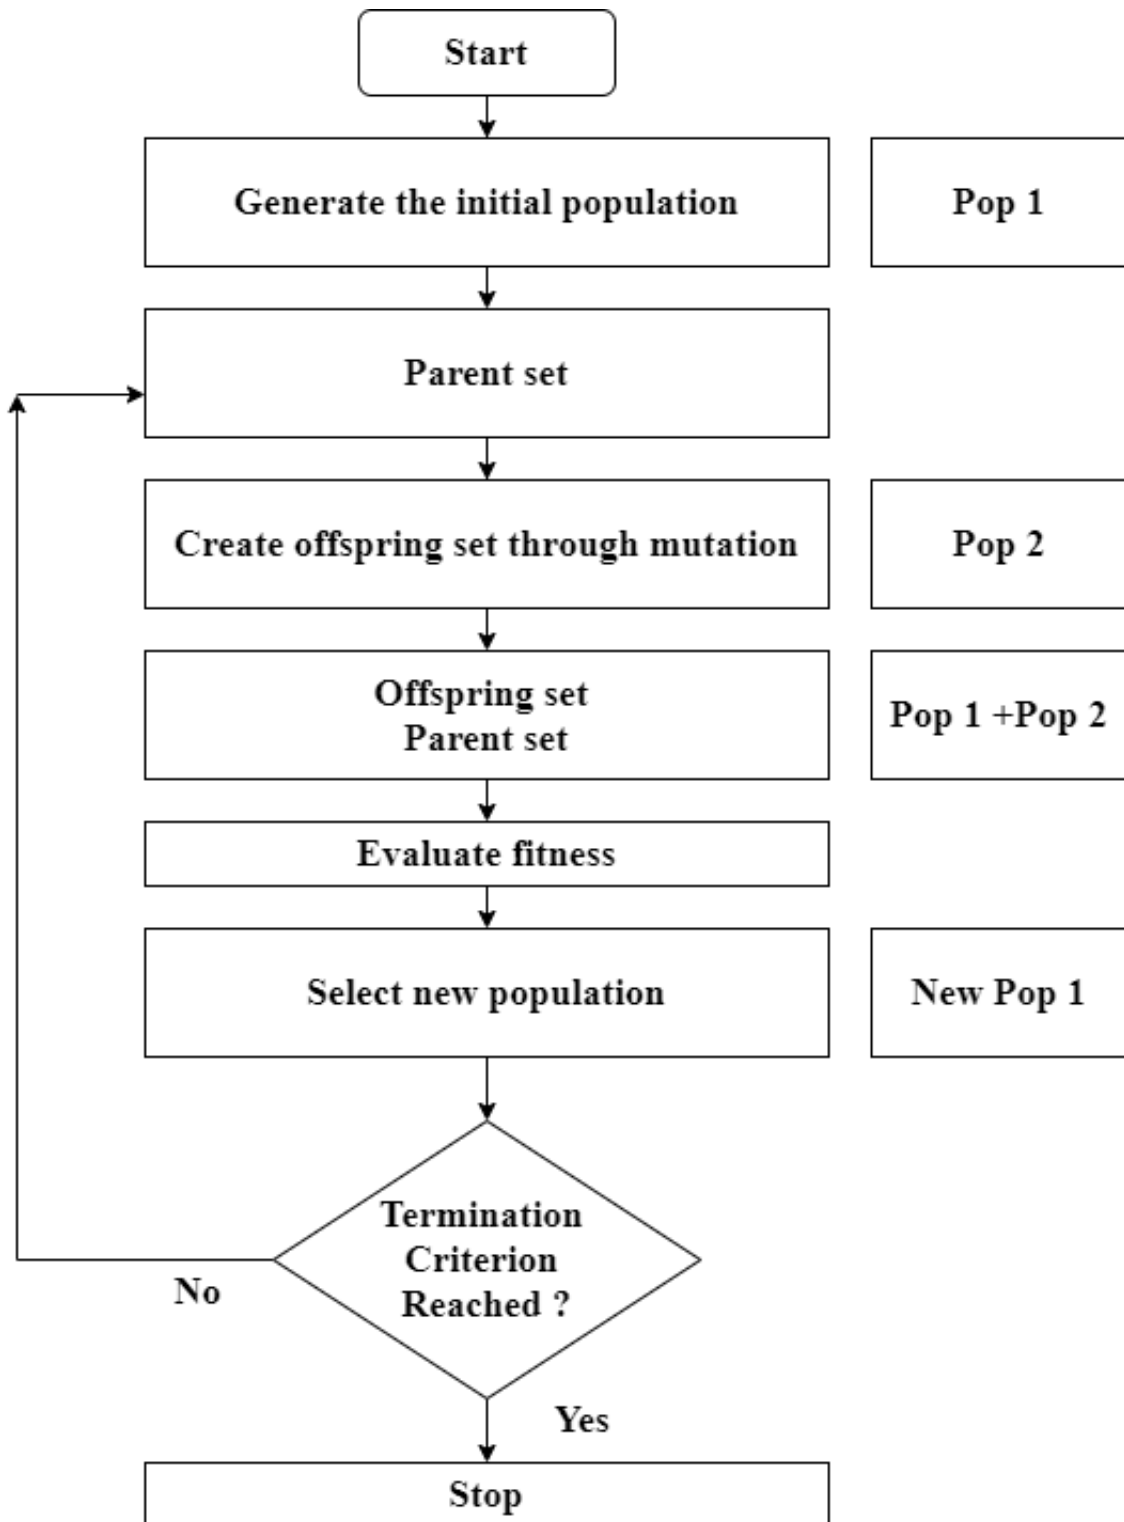 Start
Generate the initial population
Pop 1
Parent set
Create offspring set through mutation
Pop 2
Offspring set
Parent set
Pop 1 +Pop 2
Evaluate fitness
Select new population
New Pop 1
Termination
Criterion
Reached ?
No
Yes
Stop